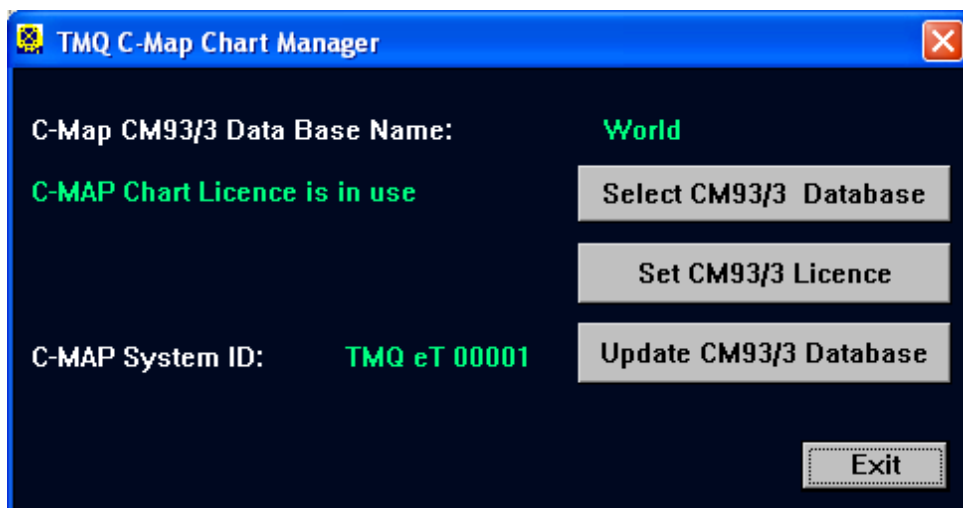 TMQ C-Map Chart Manager
C-Map CM93/3 Data Base Name: World
C-MAP Chart Licence is in use
Select CM93/3 Database
Set CM93/3 Licence
C-MAP System ID: TMQ eT 00001
Update CM93/3 Database
Exit